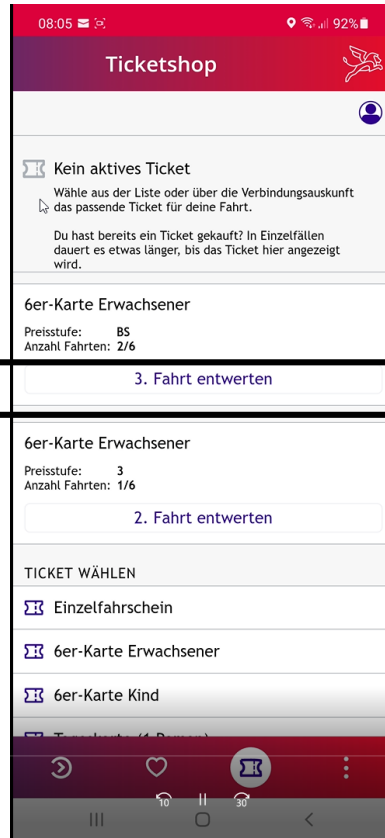 08:05 92%
Ticketshop
Kein aktives Ticket
Wähle aus der Liste oder über die Verbindungsauskunft
das passende Ticket für deine Fahrt.
Du hast bereits ein Ticket gekauft? In Einzelfällen
dauert es etwas länger, bis das Ticket hier angezeigt
wird.
6er-Karte Erwachsener
Preisstufe: BS
Anzahl Fahrten: 2/6
3. Fahrt entwerten
6er-Karte Erwachsener
Preisstufe: 3
Anzahl Fahrten: 1/6
2. Fahrt entwerten
TICKET WÄHLEN
Einzelfahrschein
6er-Karte Erwachsener
6er-Karte Kind
Tageskarte (1 Person)
10 30